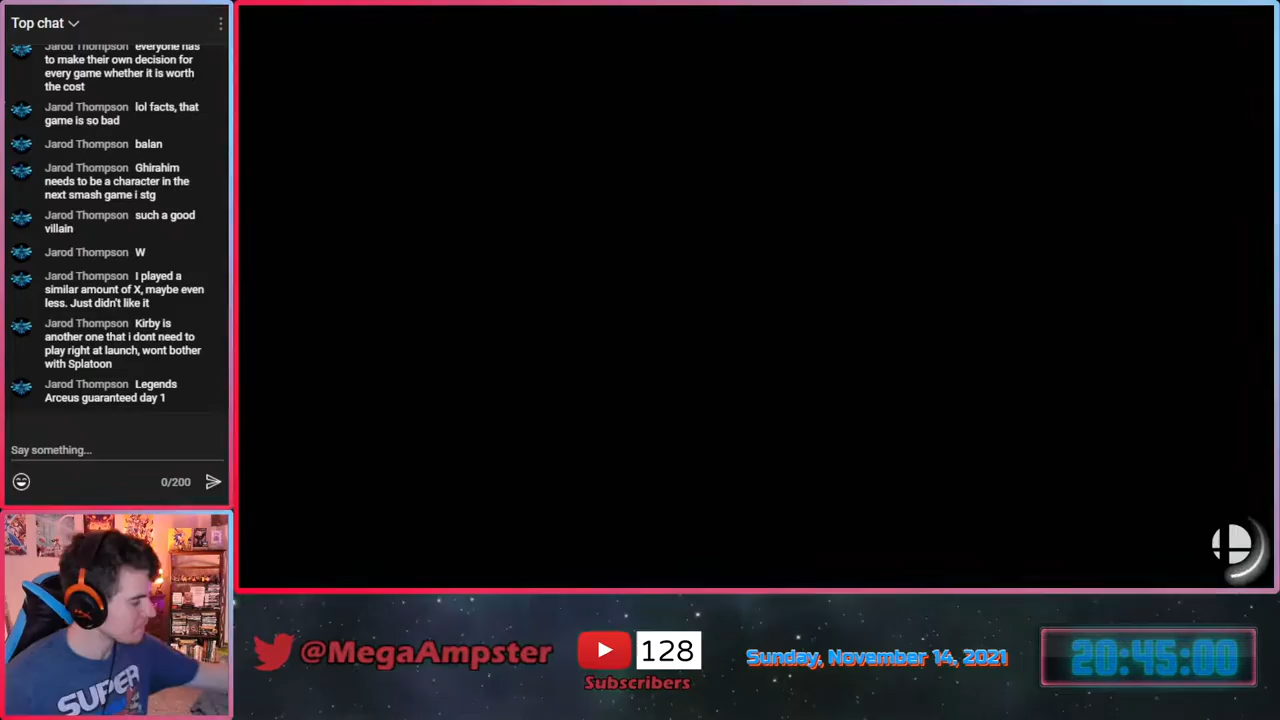 Top chat
Jarod Thompson everyone has
to make their own decision for
every game whether it is worth
the cost
Jarod Thompson lol facts, that
game is so bad
Jarod Thompson balan
Jarod Thompson Ghirahim
needs to be a character in the
next smash game i stg
Jarod Thompson such a good
villain
Jarod Thompson W
Jarod Thompson I played a
similar amount of X, maybe even
less. Just didn't like it
Jarod Thompson Kirby is
another one that i dont need to
play right at launch, wont bother
with Splatoon
Jarod Thompson Legends
Arceus guaranteed day 1
Say something...
0/200
SUPER
@MegaAmpster
128
Subscribers
Sunday, November 14, 2021
20:45:00